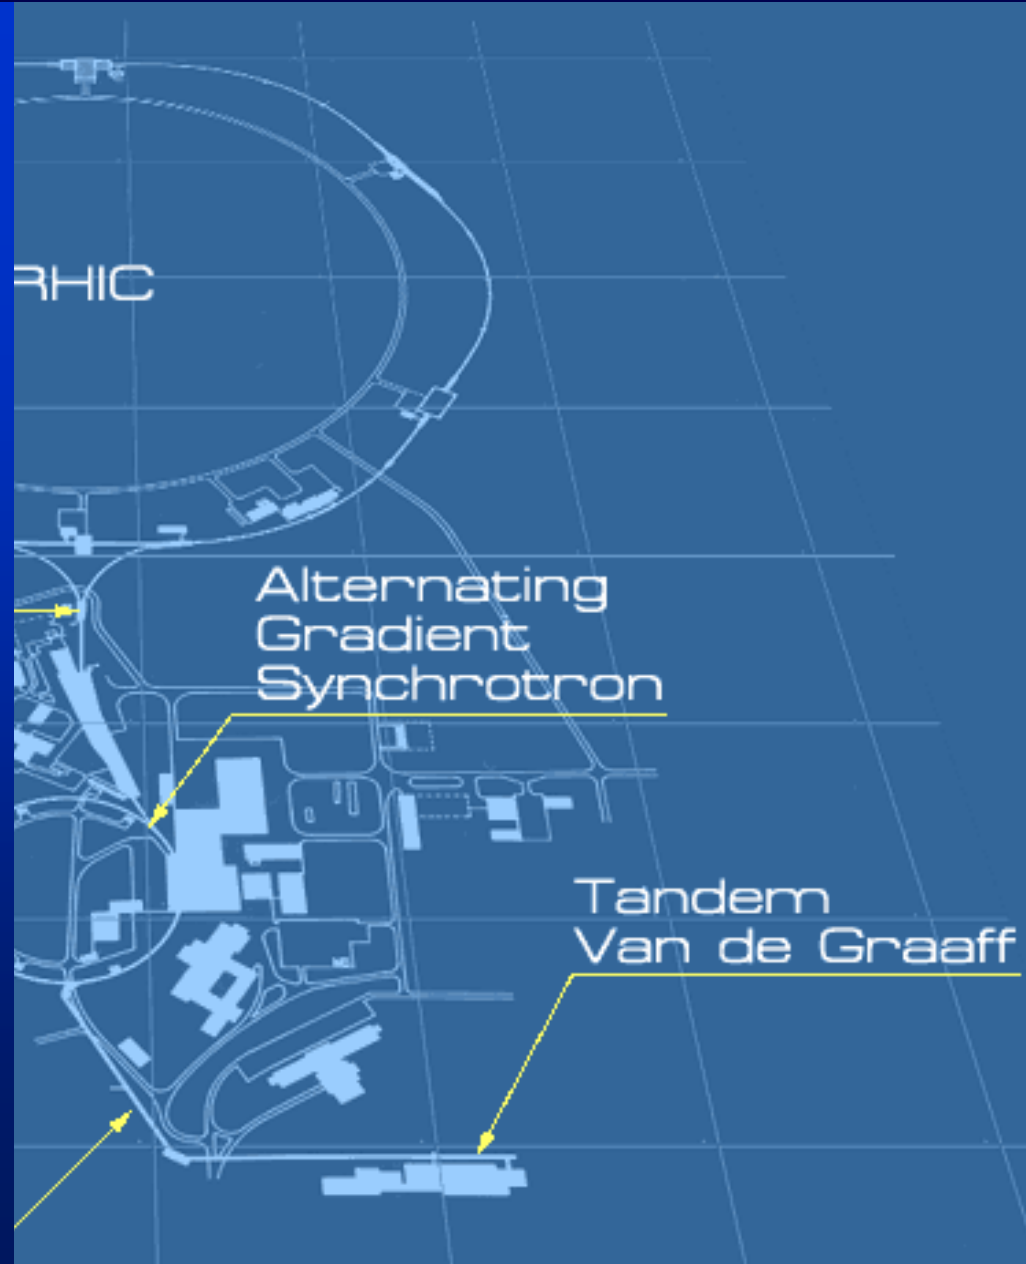 RHIC
Alternating
Gradient
Synchrotron
Tandem
Van de Graaff